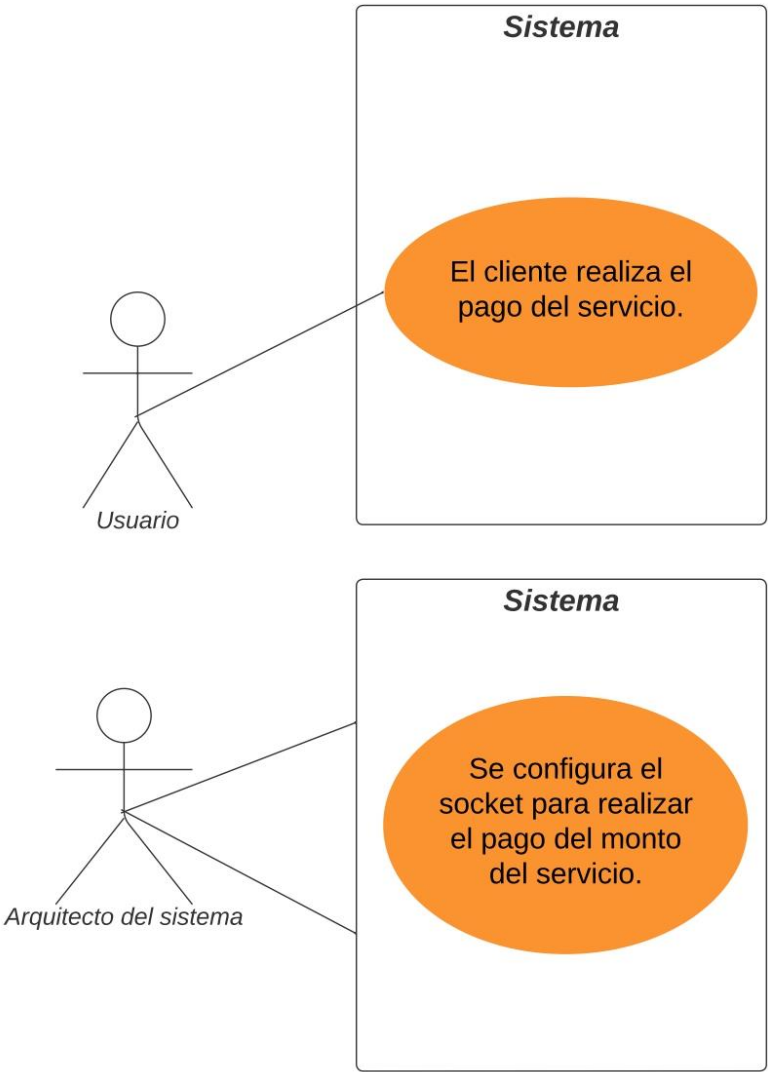 Sistema
El cliente realiza el
pago del servicio.
Usuario
Sistema
Se configura el
socket para realizar
el pago del monto
del servicio.
Arquitecto del sistema